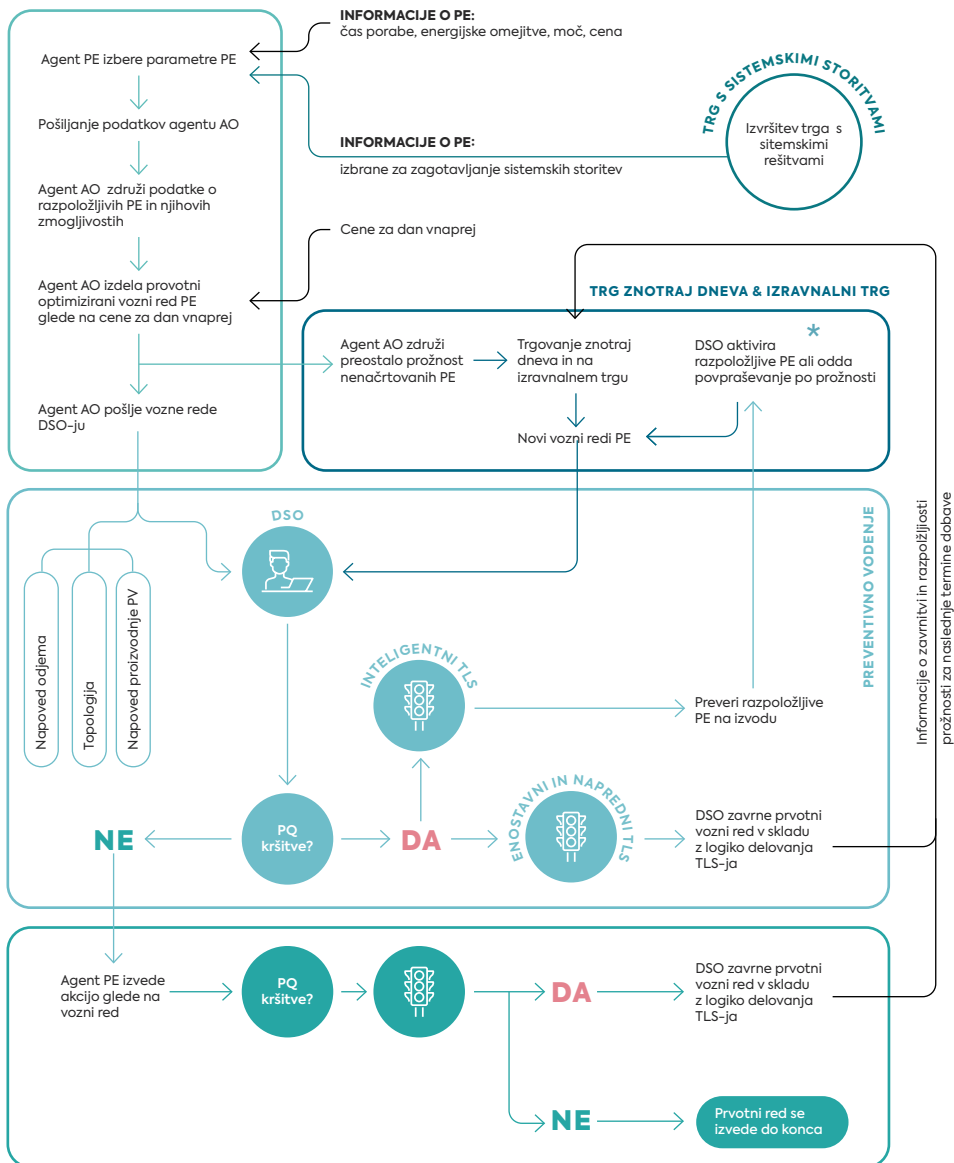 INFORMACIJE O PE:
čas porabe, energijske omejitve, moč, cena
Agent PE izbere parametre PE
TRG S SISTEMSKIMI STORITVAMI
Izvršitev trga s
sitemskimi
rešitvami
Pošiljanje podatkov agentu AO
INFORMACIJE O PE:
izbrane za zagotavljanje sistemskih storitev
Agent AO združi podatke o
razpoložljivih PE in njihovih
zmogljivostih
Cene za dan vnaprej
Agent AO izdela provotni
optimizirani vozni red PE
glede na cene za dan vnaprej
TRG ZNOTRAJ DNEVA & IZRAVNALNI TRG
Agent AO združi
preostalo prožnost
nenačrtovanih PE
Trgovanje znotraj
dneva in na
izravnalnem trgu
*
DSO aktivira
razpoložljive PE ali odda
povpraševanje po prožnosti
Agent AO pošlje vozne rede
DSO-ju
Novi vozni redi PE
DSO
PREVENTIVNO VODENJE
Informacije o zavrnitvi in razpolžljiosti
prožnosti za naslednje termine dobave
Napoved odjema
Topologija
Napoved proizvodnje PV
INTELIGENTNI TLS
Preveri razpoložljive
PE na izvodu
NE
PQ
kršitve?
DA
ENOSTAVNI IN NAPREDNI TLS
DSO zavrne prvotni
vozni red v skladu
z logiko delovanja
TLS-ja
Agent PE izvede
akcijo glede na
vozni red
PQ
kršitve?
DA
DSO zavrne prvotni
vozni red v skladu
z logiko delovanja
TLS-ja
NE
Prvotni red se
izvede do konca